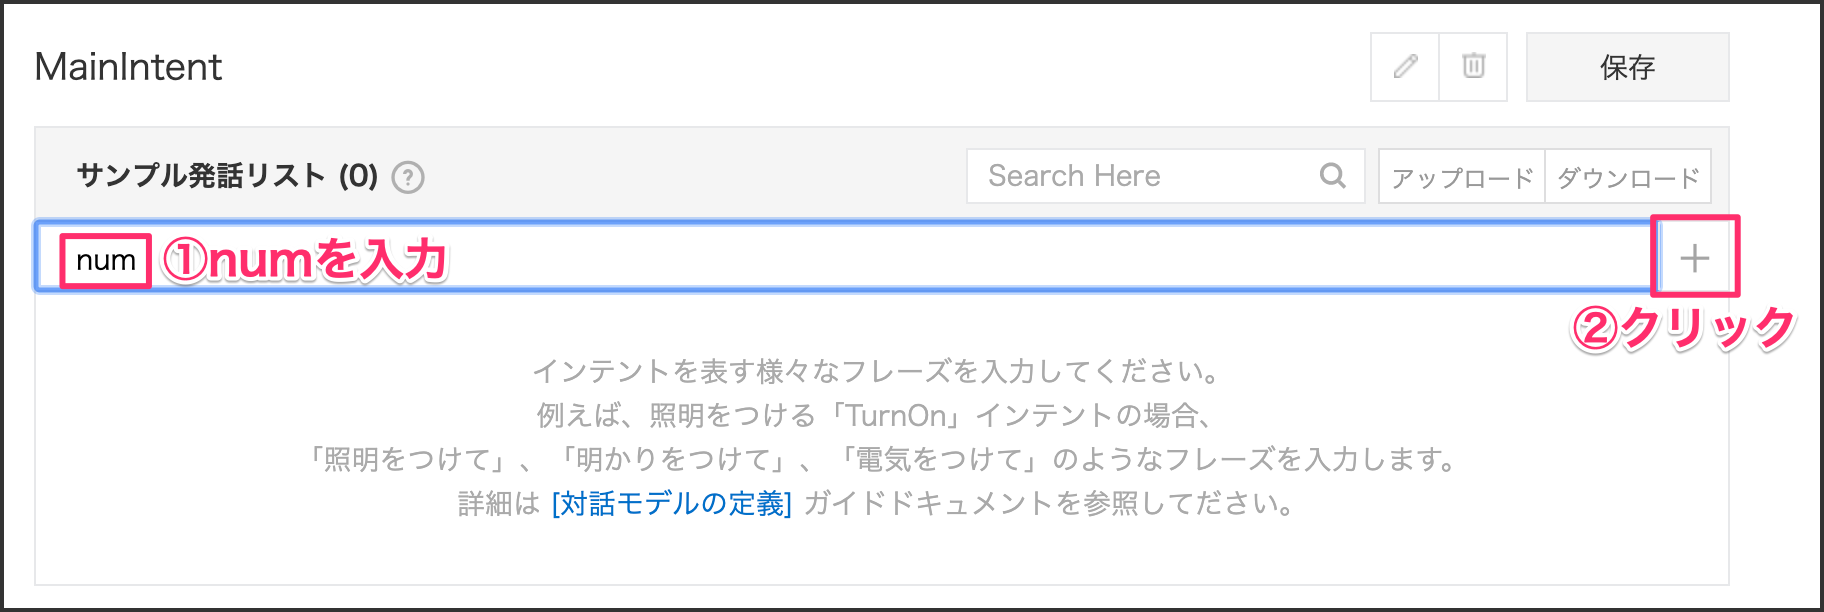 MainIntent
保存
サンプル発話リスト (0) ?
Search Here
アップロード
ダウンロード
num ①numを入力
+
②クリック
インテントを表す様々なフレーズを入力してください。
例えば、照明をつける「TurnOn」インテントの場合、
「照明をつけて」、「明かりをつけて」、「電気をつけて」のようなフレーズを入力します。
詳細は [対話モデルの定義] ガイドドキュメントを参照してださい。